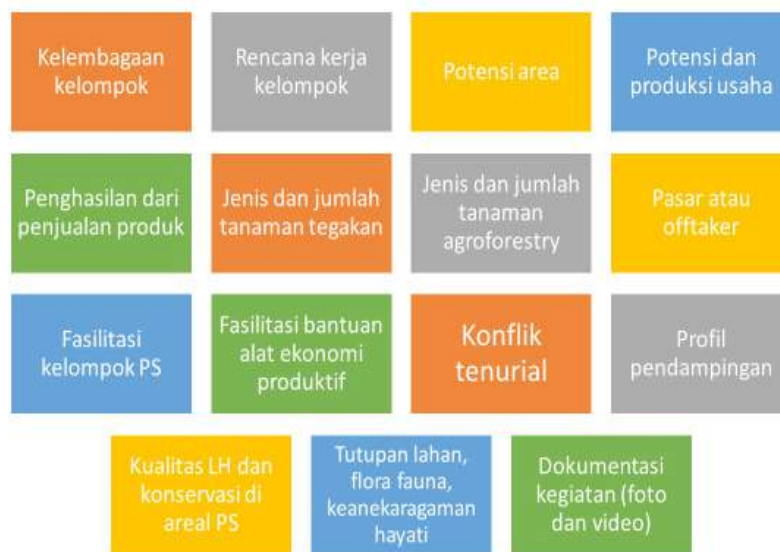 Kelembagaan
kelompok
Rencana kerja
kelompok
Potensi area
Potensi dan
produksi usaha
Penghasilan dari
penjualan produk
Jenis dan jumlah
tanaman tegakan
Jenis dan jumlah
tanaman
agroforestry
Pasar atau
offtaker
Fasilitasi
kelompok PS
Fasilitasi bantuan
alat ekonomi
produktif
Konflik
tenurial
Profil
pendampingan
Kualitas LH dan
konservasi di
areal PS
Tutupan lahan,
flora fauna,
keanekaragaman
hayati
Dokumentasi
kegiatan (foto
dan video)